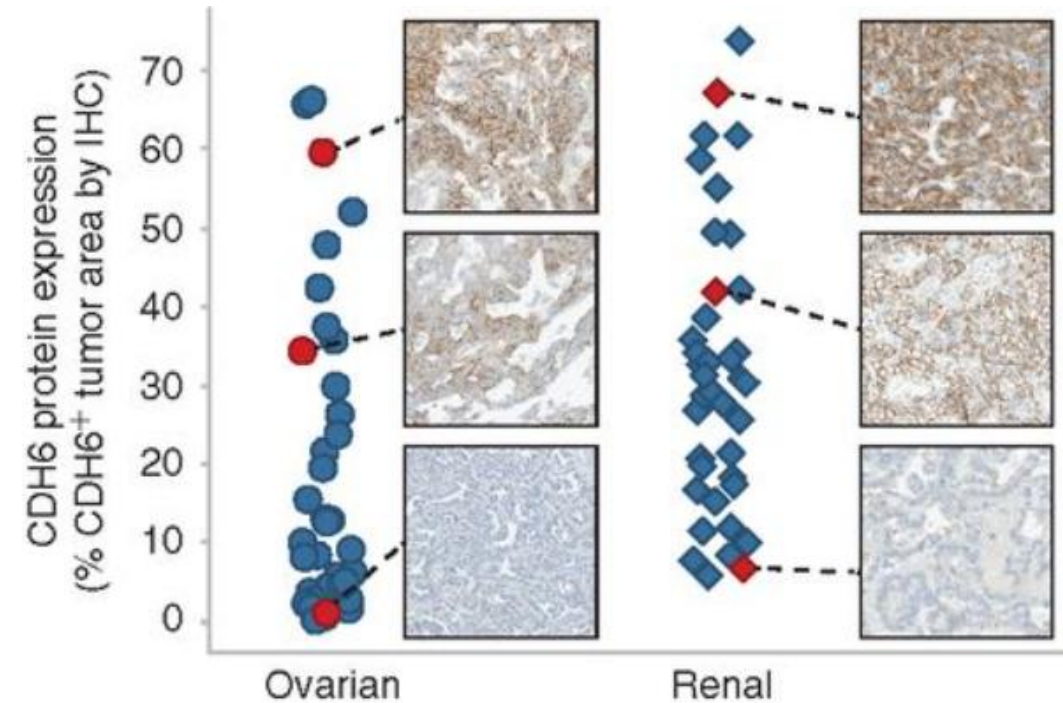 CDH6 protein expression
(% CDH6⁺ tumor area by IHC)
70
60
50
40
30
20
10
0
Ovarian
Renal